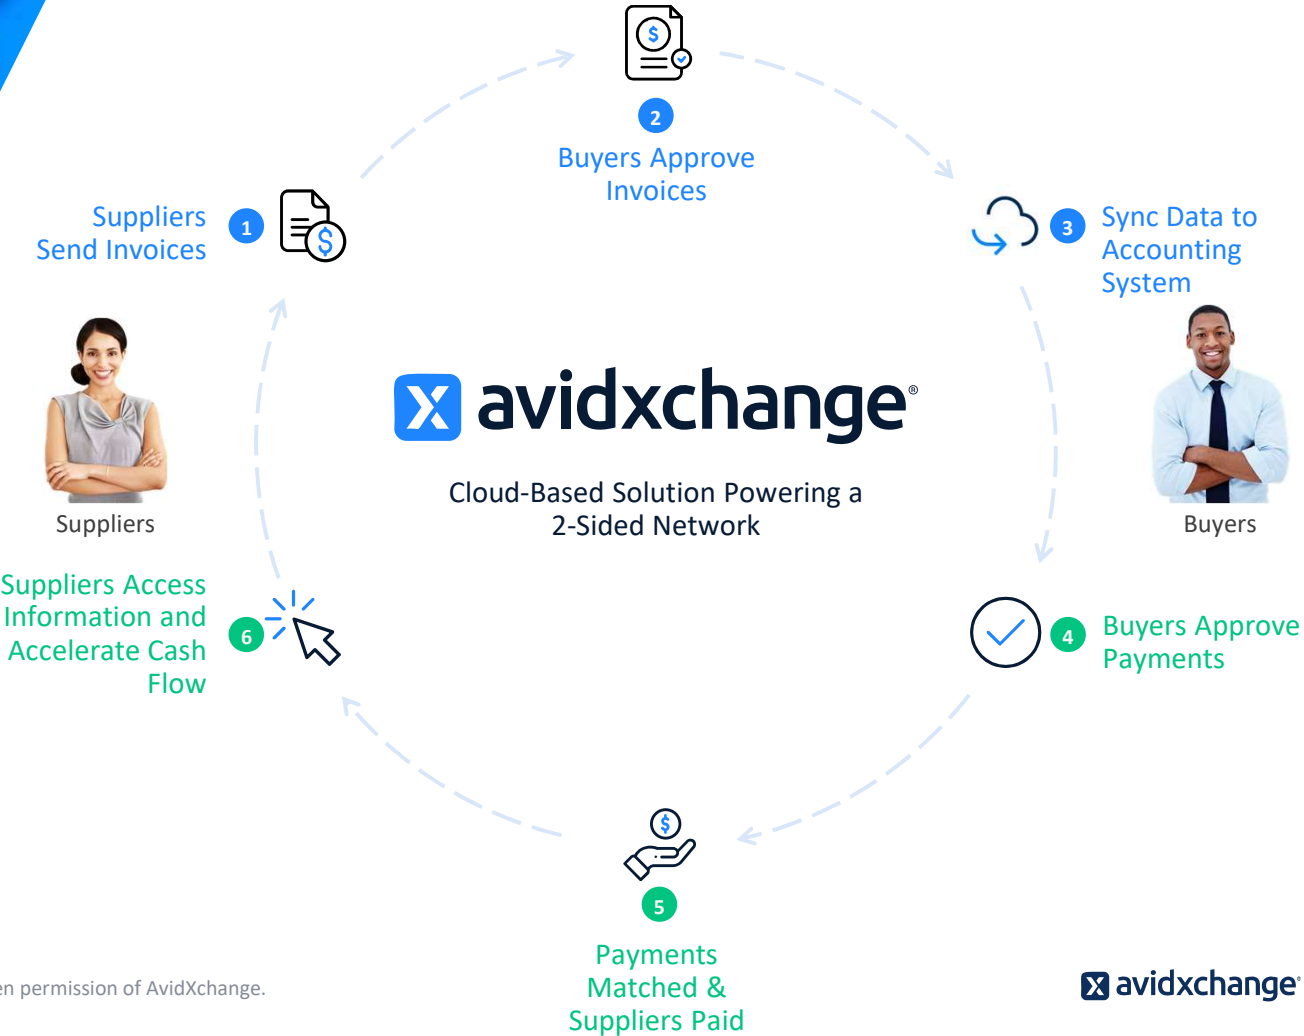 2
Buyers Approve
Invoices
Suppliers
Send Invoices
1
3
Sync Data to
Accounting
System
x avidxchange®
Cloud-Based Solution Powering a
2-Sided Network
Suppliers
Buyers
Suppliers Access
Information and
Accelerate Cash
Flow
6
4
Buyers Approve
Payments
5
Payments
Matched &
Suppliers Paid
permission of AvidXchange.
x avidxchange